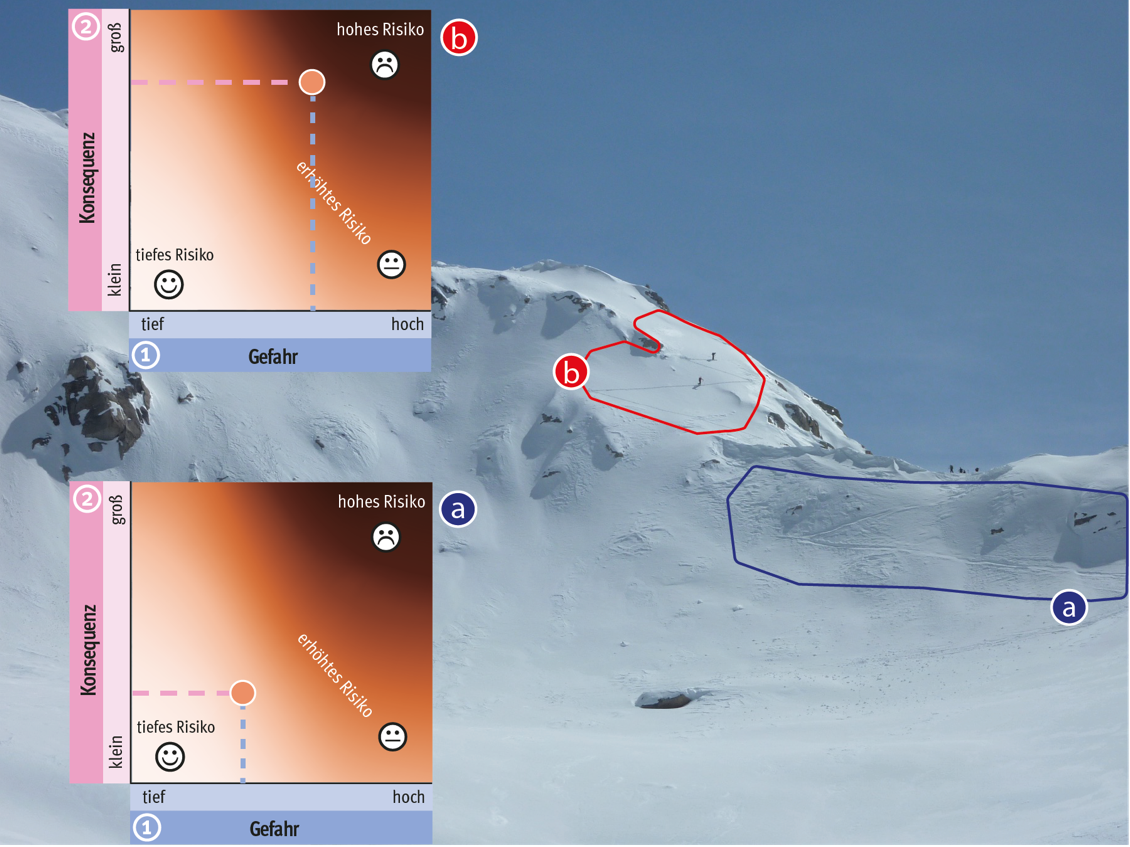 2
groß
Konsequenz
klein
hohes Risiko
erhöhtes Risiko
tiefes Risiko
tief
hoch
1
Gefahr
b
b
2
groß
Konsequenz
klein
hohes Risiko
erhöhtes Risiko
tiefes Risiko
tief
hoch
1
Gefahr
a
a